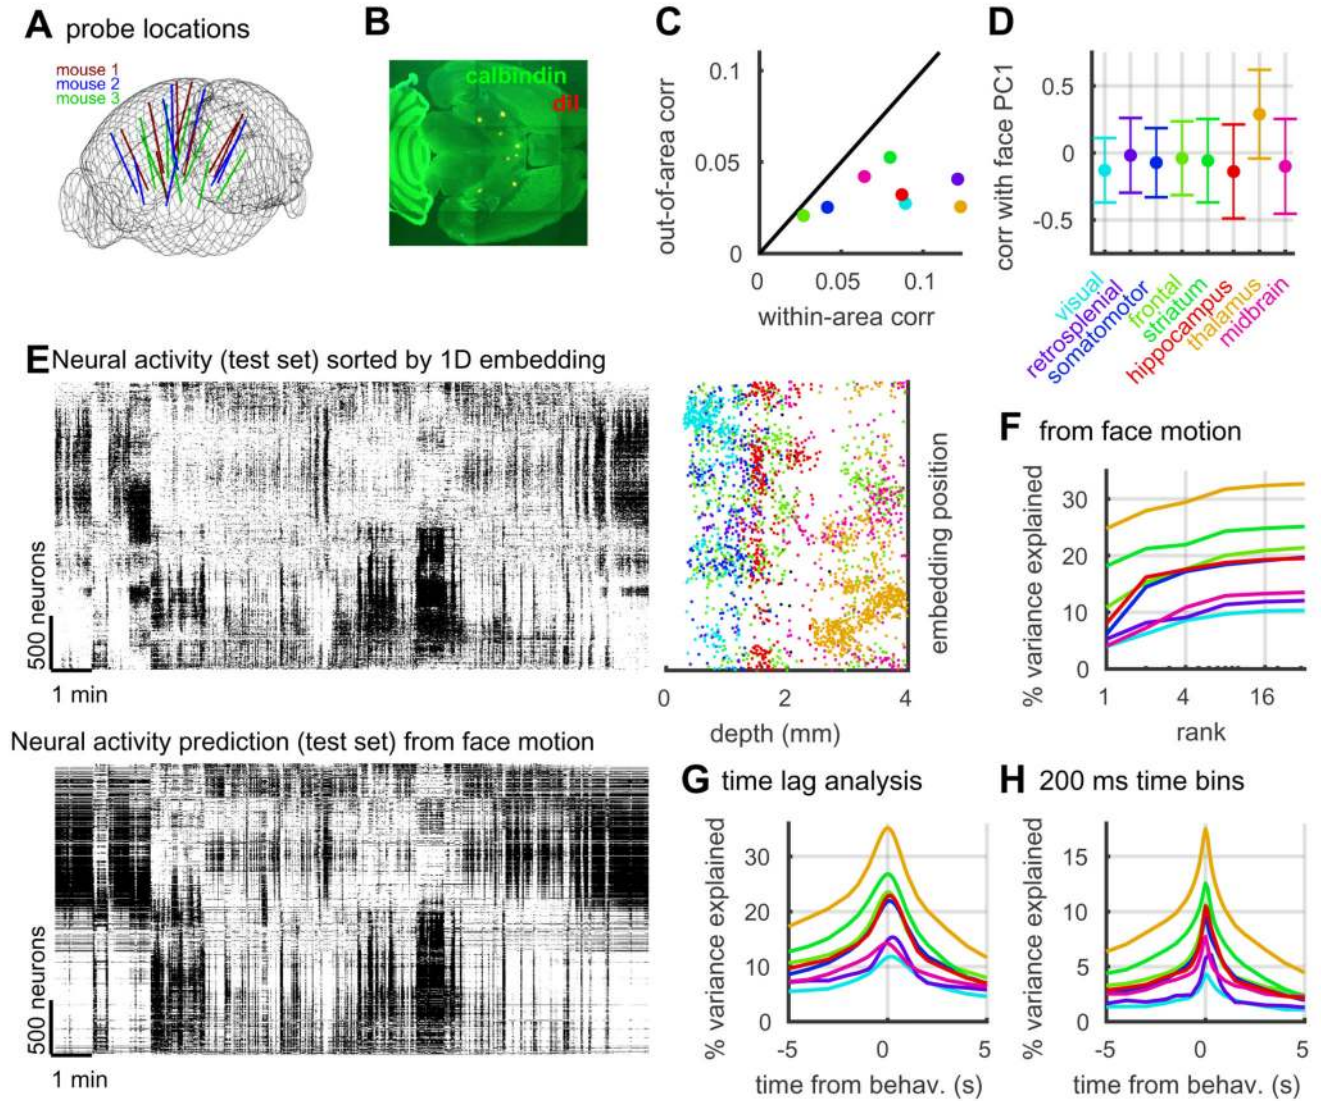 A probe locations
mouse 1
mouse 2
mouse 3
B
calbindin
diI
C
out-of-area corr
0.1
0.05
0
0
0.05
0.1
within-area corr
D
corr with face PC1
0.5
0
-0.5
visual
retrosplenial
somatomotor
frontal
striatum
hippocampus
thalamus
midbrain
E Neural activity (test set) sorted by 1D embedding
500 neurons
1 min
embedding position
0
2
4
depth (mm)
Neural activity prediction (test set) from face motion
500 neurons
1 min
F from face motion
% variance explained
30
20
10
0
1
4
16
rank
G time lag analysis
% variance explained
30
20
10
0
-5
0
5
time from behav. (s)
H 200 ms time bins
% variance explained
15
10
5
0
-5
0
5
time from behav. (s)